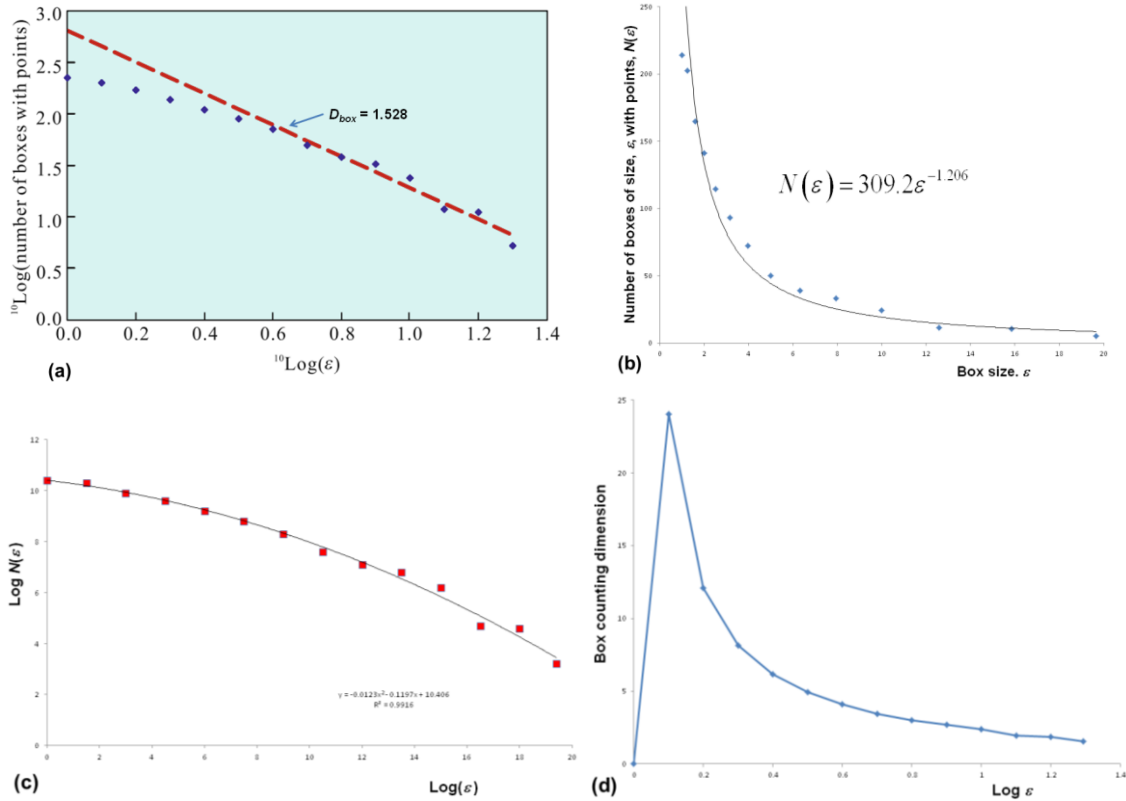 (a)
¹⁰Log(number of boxes with points)
3.0
2.5
2.0
1.5
1.0
0.5
0.0
D_box = 1.528
0.0 0.2 0.4 0.6 0.8 1.0 1.2 1.4
¹⁰Log(ε)
(b)
Number of boxes of size, ε, with points, N(ε)
250
200
150
100
50
0
N(ε) = 309.2ε^-1.206
0 2 4 6 8 10 12 14 16 18 20
Box size. ε
(c)
Log N(ε)
12
10
8
6
4
2
0
y = -0.0123x² - 0.1197x + 10.406
R² = 0.9916
0 2 4 6 8 10 12 14 16 18 20
Log(ε)
(d)
Box counting dimension
25
20
15
10
5
0
0 0.2 0.4 0.6 0.8 1 1.2 1.4
Log ε